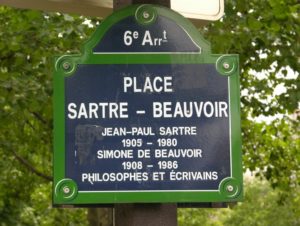 6e Arrt
PLACE
SARTRE – BEAUVOIR
JEAN-PAUL SARTRE
1905 – 1980
SIMONE DE BEAUVOIR
1908 – 1986
PHILOSOPHES ET ÉCRIVAINS